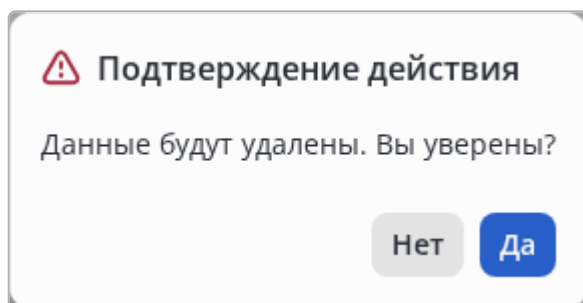 Подтверждение действия
Данные будут удалены. Вы уверены?
Нет
Да